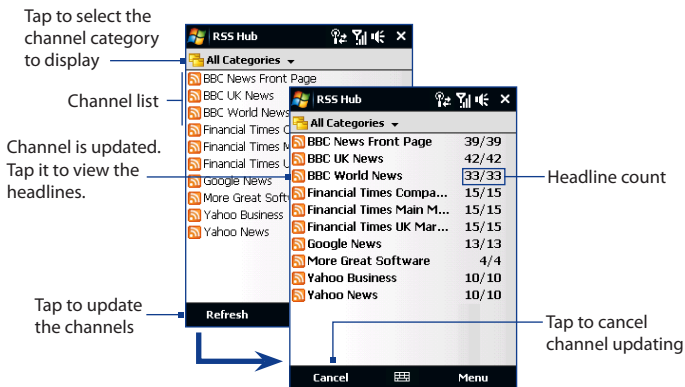 Tap to select the
channel category
to display
Channel list
Channel is updated.
Tap it to view the
headlines.
Tap to update
the channels
RSS Hub
All Categories
BBC News Front Page
BBC UK News
BBC World News
Financial Times C
Financial Times M
Financial Times U
Google News
More Great Soft
Yahoo Business
Yahoo News
Refresh
RSS Hub
All Categories
BBC News Front Page 39/39
BBC UK News 42/42
BBC World News 33/33
Financial Times Compa... 15/15
Financial Times Main M... 15/15
Financial Times UK Mar... 15/15
Google News 13/13
More Great Software 4/4
Yahoo Business 10/10
Yahoo News 10/10
Cancel Menu
Headline count
Tap to cancel
channel updating